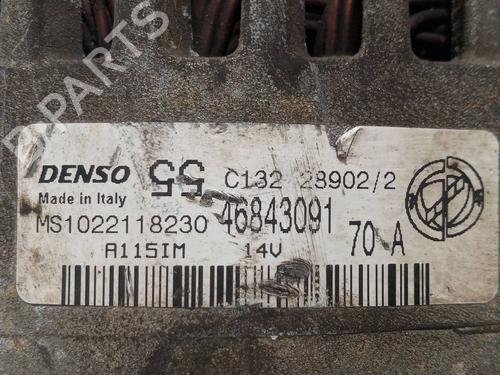 B-PARTS
DENSO 55 C132 28902/2
Made in Italy
MS1022118230 46843091
A115IM 14V 70 A